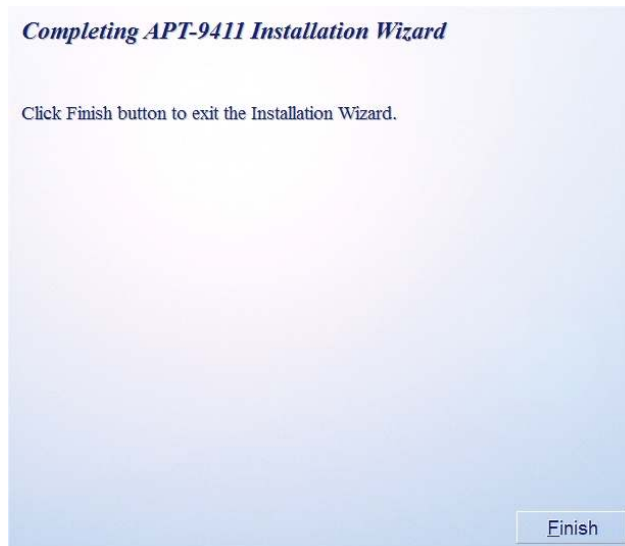 Completing APT-9411 Installation Wizard
Click Finish button to exit the Installation Wizard.
Finish